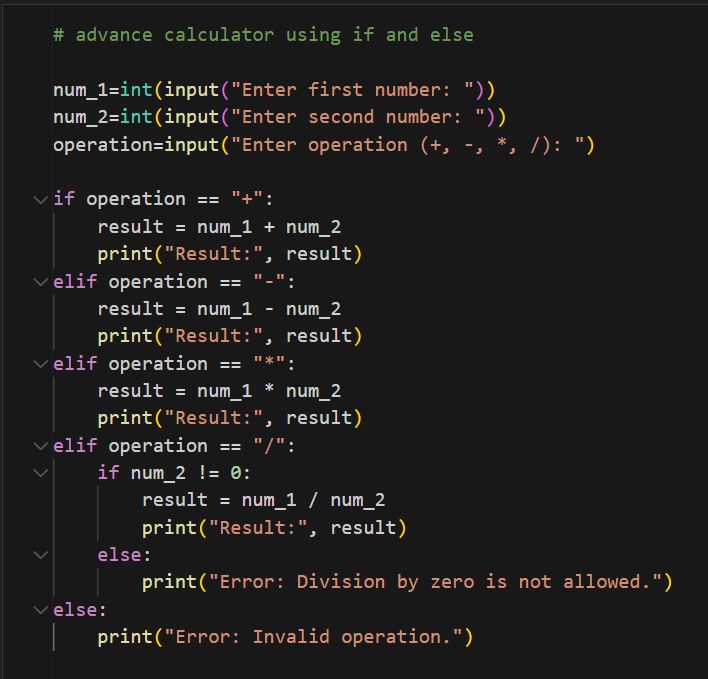 # advance calculator using if and else
num_1=int(input("Enter first number: "))
num_2=int(input("Enter second number: "))
operation=input("Enter operation (+, -, *, /): ")
if operation == "+":
    result = num_1 + num_2
    print("Result:", result)
elif operation == "-":
    result = num_1 - num_2
    print("Result:", result)
elif operation == "*":
    result = num_1 * num_2
    print("Result:", result)
elif operation == "/":
    if num_2 != 0:
        result = num_1 / num_2
        print("Result:", result)
    else:
        print("Error: Division by zero is not allowed.")
else:
    print("Error: Invalid operation.")